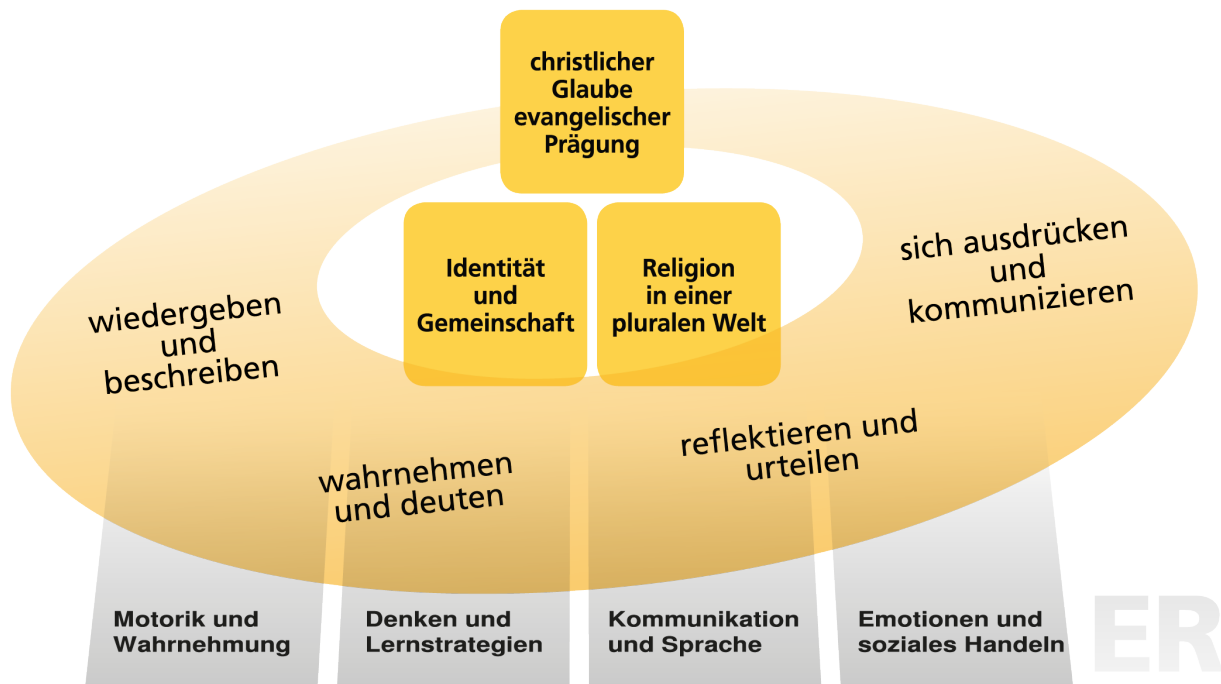 christlicher
Glaube
evangelischer
Prägung
Identität
und
Gemeinschaft
Religion
in einer
pluralen Welt
wiedergeben
und
beschreiben
wahrnehmen
und deuten
reflektieren und
urteilen
sich ausdrücken
und
kommunizieren
Motorik und
Wahrnehmung
Denken und
Lernstrategien
Kommunikation
und Sprache
Emotionen und
soziales Handeln
ER